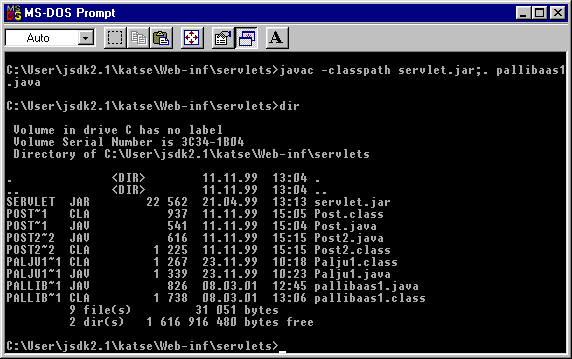 MS-DOS Prompt
Auto
A
C:\User\jsdk2.1\katse\Web-inf\servlets>javac -classpath servlet.jar;. pallibaas1
.java
C:\User\jsdk2.1\katse\Web-inf\servlets>dir
Volume in drive C has no label
Volume Serial Number is 3C34-1B04
Directory of C:\User\jsdk2.1\katse\Web-inf\servlets
. <DIR> 11.11.99 13:04 .
.. <DIR> 11.11.99 13:04 ..
SERVLET JAR 22 562 21.04.99 13:13 servlet.jar
POST~1 CLA 937 11.11.99 15:05 Post.class
POST~1 JAV 541 11.11.99 15:04 Post.java
POST2~2 JAV 616 11.11.99 15:15 Post2.java
POST2~2 CLA 1 225 11.11.99 15:15 Post2.class
PALJU1~1 CLA 1 267 23.11.99 10:18 Palju1.class
PALJU1~1 JAV 1 339 23.11.99 10:23 Palju1.java
PALLIB~1 JAV 826 08.03.01 12:45 pallibaas1.java
PALLIB~1 CLA 1 738 08.03.01 13:06 pallibaas1.class
9 file(s) 31 051 bytes
2 dir(s) 1 616 916 480 bytes free
C:\User\jsdk2.1\katse\Web-inf\servlets>_